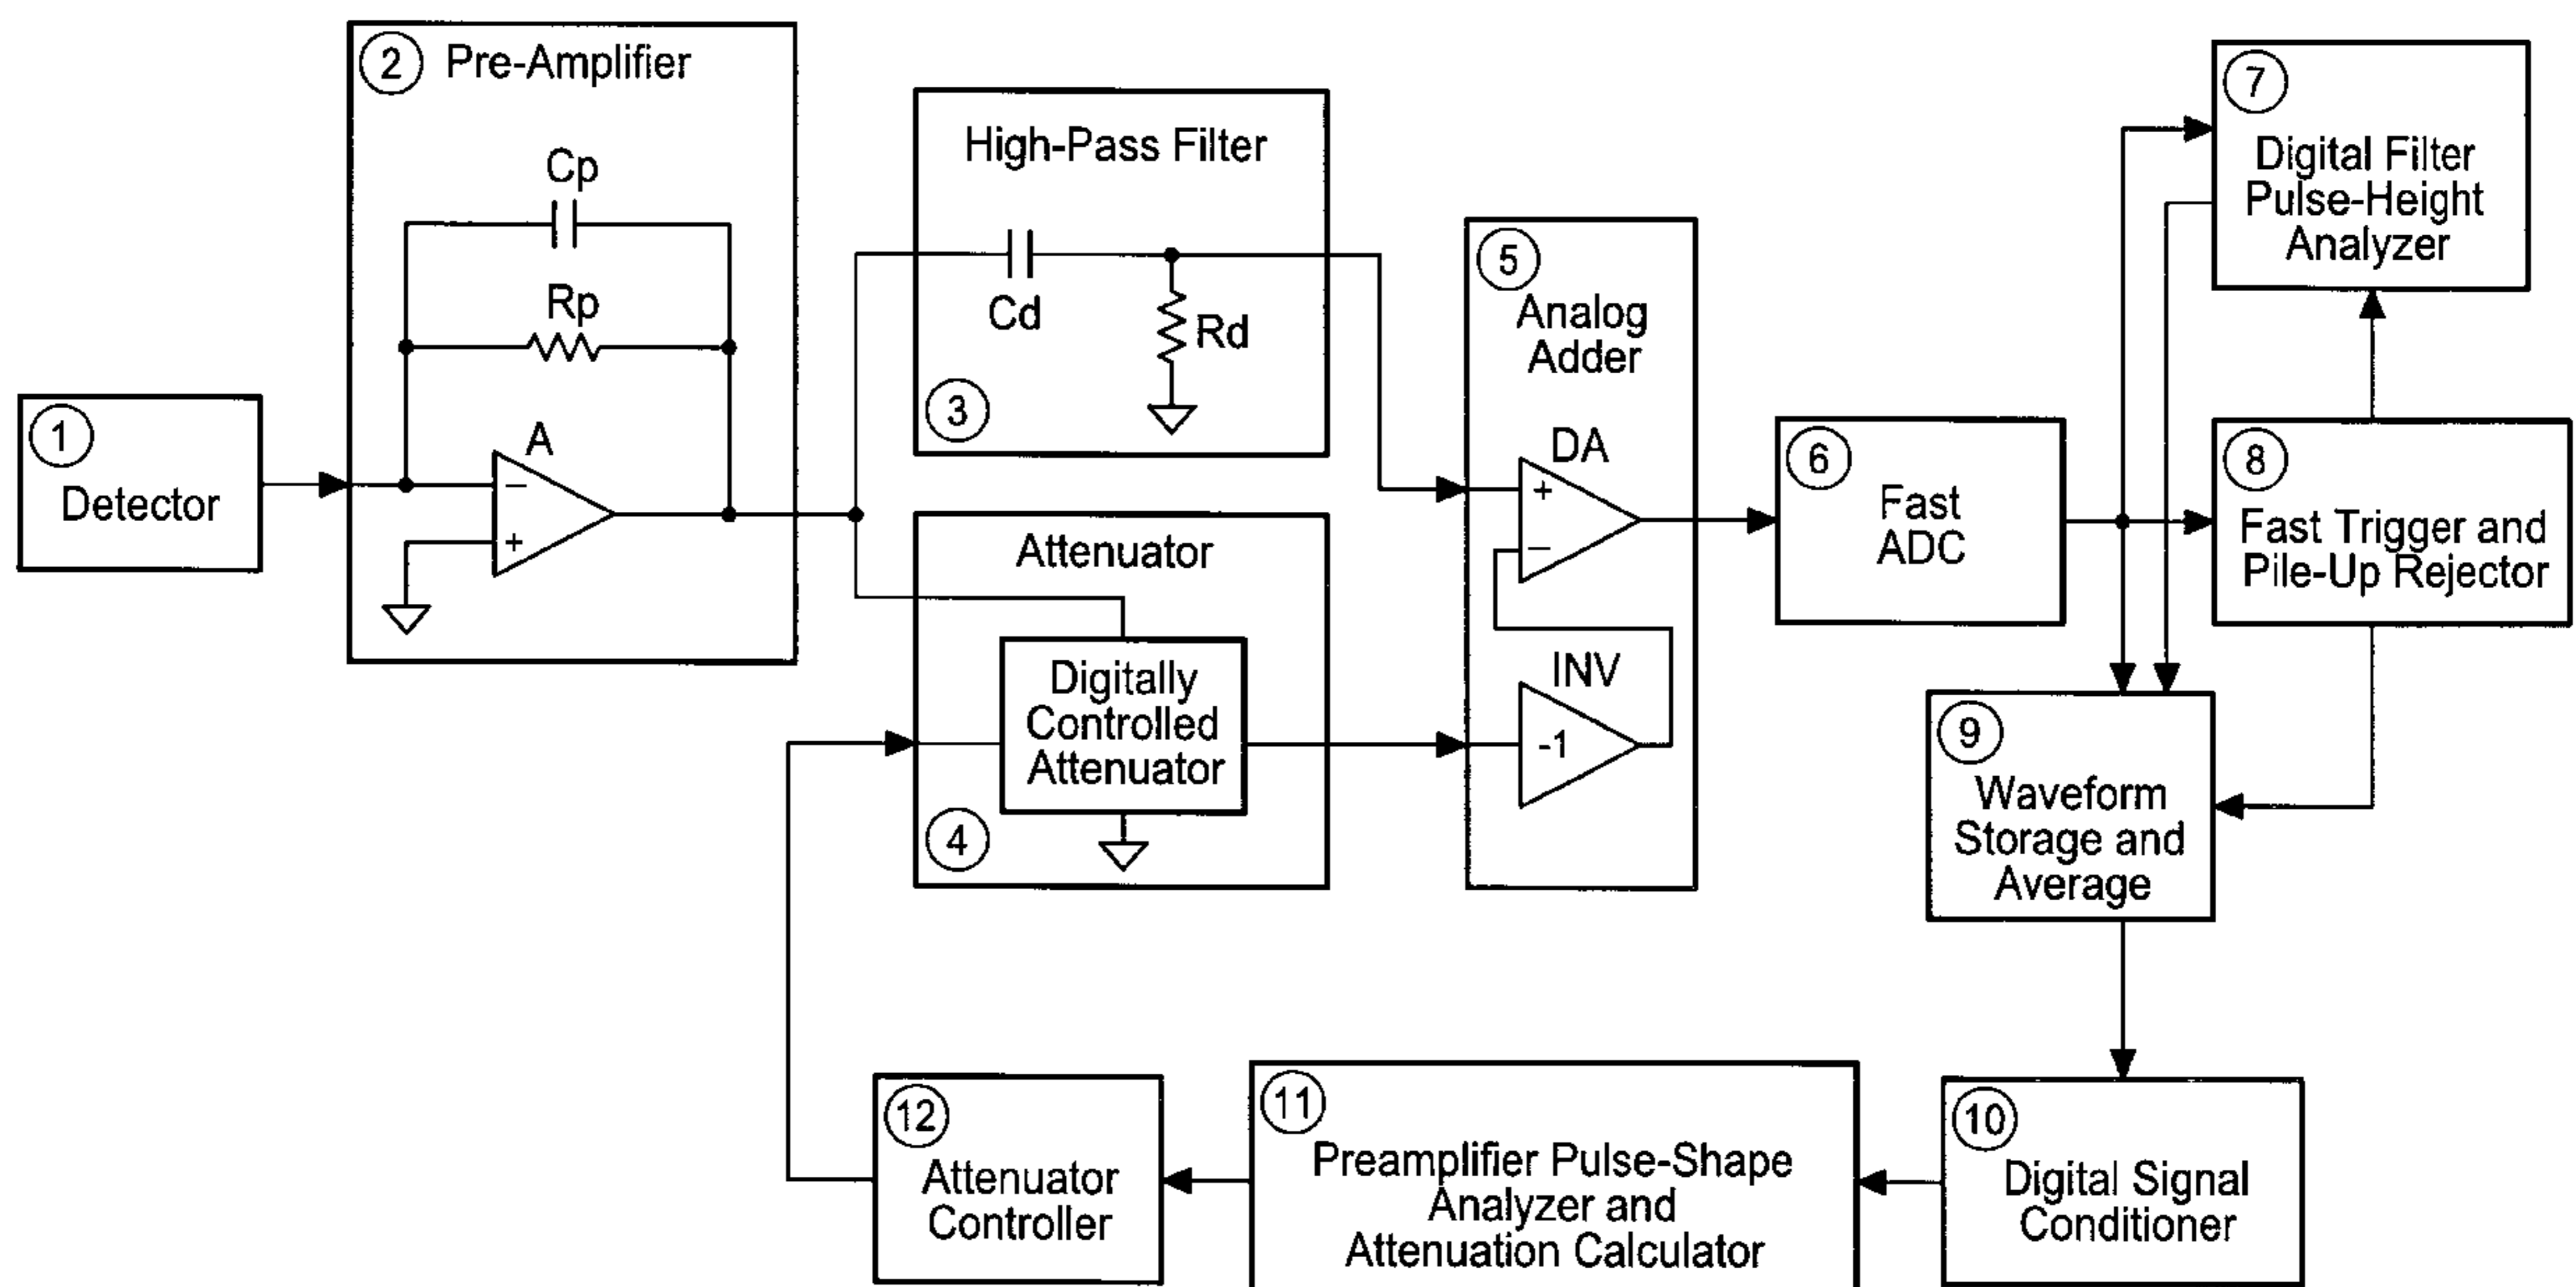 1
Detector
2
Pre-Amplifier
Cp
Rp
A
−
+
High-Pass Filter
Cd
Rd
3
Attenuator
Digitally
Controlled
Attenuator
4
5
Analog
Adder
DA
+
−
INV
-1
6
Fast
ADC
7
Digital Filter
Pulse-Height
Analyzer
8
Fast Trigger and
Pile-Up Rejector
9
Waveform
Storage and
Average
10
Digital Signal
Conditioner
11
Preamplifier Pulse-Shape
Analyzer and
Attenuation Calculator
12
Attenuator
Controller